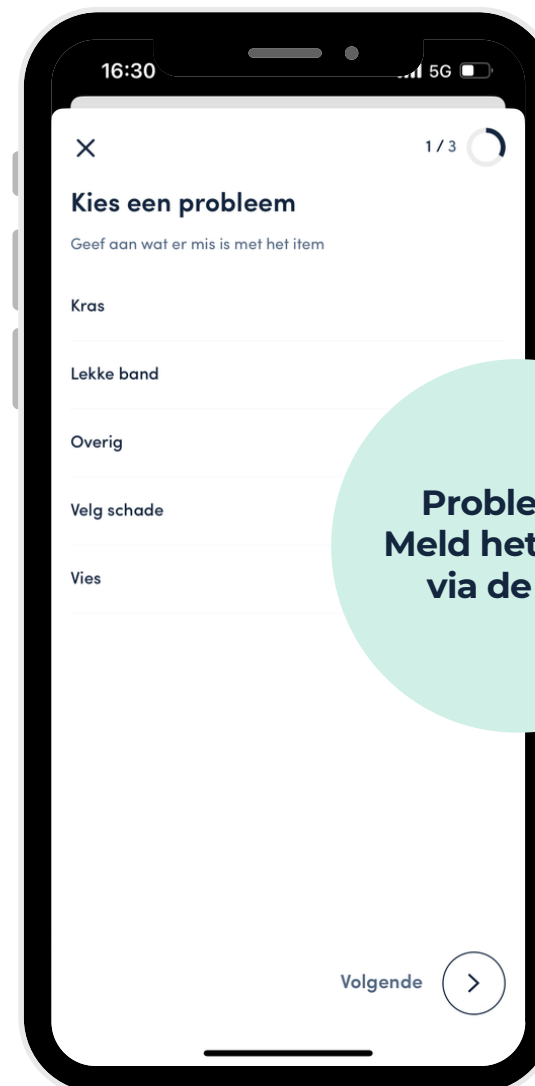 16:30 5G
1 / 3
Kies een probleem
Geef aan wat er mis is met het item
Kras
Lekke band
Overig
Velg schade
Vies
Meld het
via de
Volgende